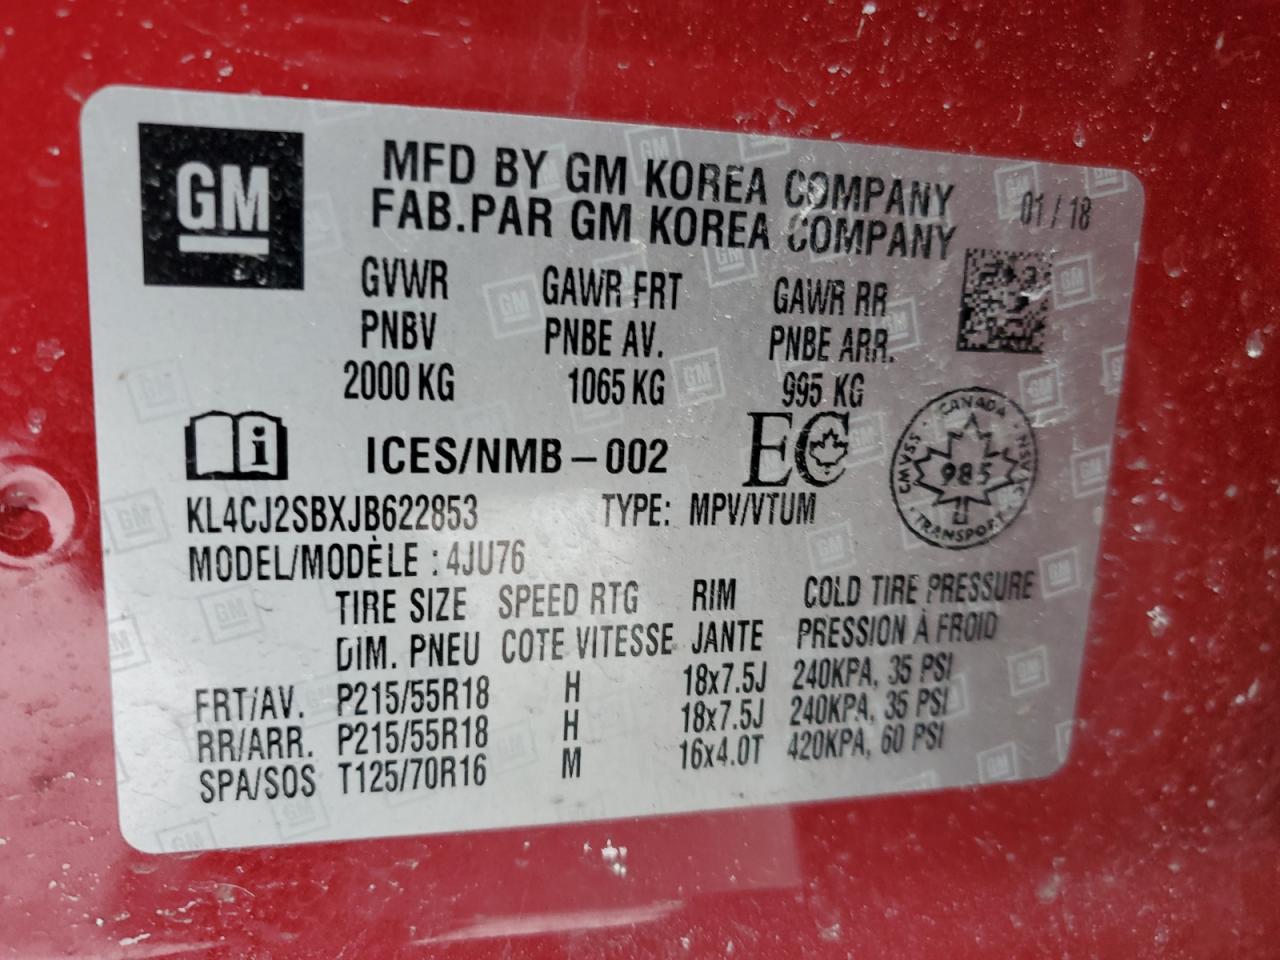 GM
MFD BY GM KOREA COMPANY
FAB.PAR GM KOREA COMPANY
01 / 18
GVWR GAWR FRT GAWR RR
PNBV PNBE AV. PNBE ARR.
2000 KG 1065 KG 995 KG
ICES/NMB – 002
EC
CANADA
CMVSS · NSVAC
985
TRANSPORT
KL4CJ2SBXJB622853 TYPE: MPV/VTUM
MODEL/MODÈLE : 4JU76
TIRE SIZE SPEED RTG RIM COLD TIRE PRESSURE
DIM. PNEU COTE VITESSE JANTE PRESSION À FROID
FRT/AV. P215/55R18 H 18x7.5J 240KPA, 35 PSI
RR/ARR. P215/55R18 H 18x7.5J 240KPA, 35 PSI
SPA/SOS T125/70R16 M 16x4.0T 420KPA, 60 PSI